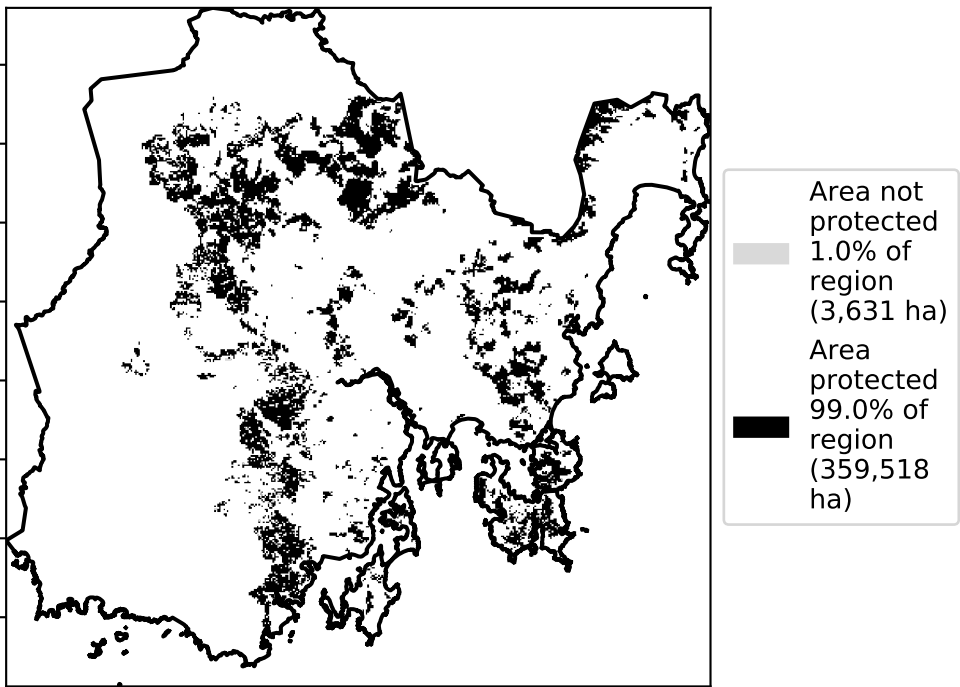 Area not
protected
1.0% of
region
(3,631 ha)
Area
protected
99.0% of
region
(359,518
ha)